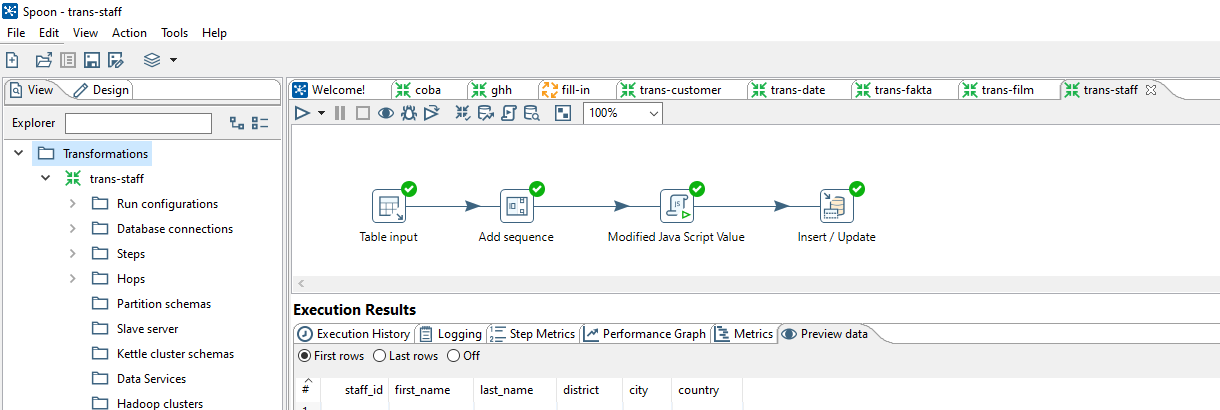 Spoon - trans-staff
File Edit View Action Tools Help
View Design
Explorer
Transformations
trans-staff
Run configurations
Database connections
Steps
Hops
Partition schemas
Slave server
Kettle cluster schemas
Data Services
Hadoop clusters
Welcome! coba ghh fill-in trans-customer trans-date trans-fakta trans-film trans-staff
100%
Table input Add sequence Modified Java Script Value Insert / Update
Execution Results
Execution History Logging Step Metrics Performance Graph Metrics Preview data
First rows Last rows Off
# staff_id first_name last_name district city country